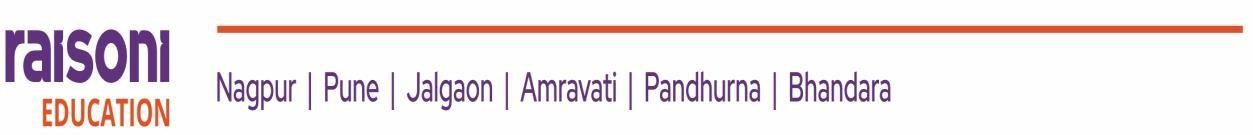 raisoni
EDUCATION
Nagpur | Pune | Jalgaon | Amravati | Pandhurna | Bhandara